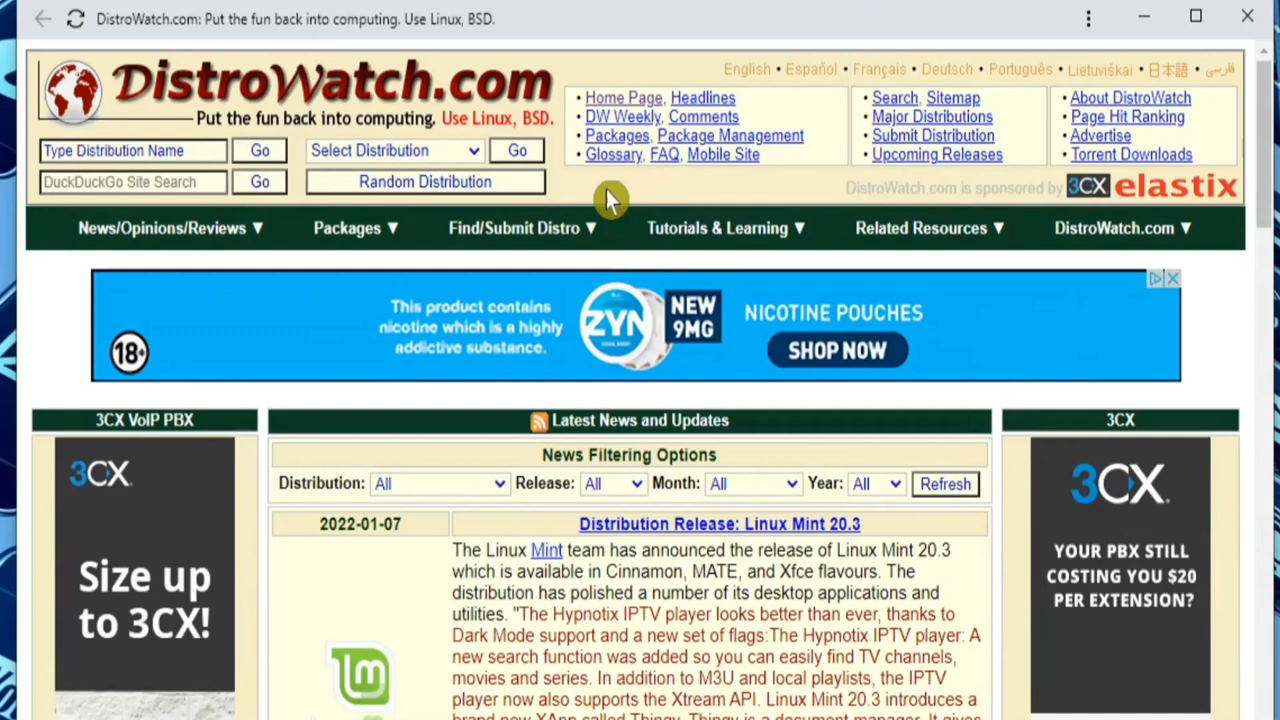 DistroWatch.com: Put the fun back into computing. Use Linux, BSD.
DistroWatch.com
Put the fun back into computing. Use Linux, BSD.
English • Español • Français • Deutsch • Português • Lietuviškai • 日本語 • فارسی
• Home Page, Headlines
• DW Weekly, Comments
• Packages, Package Management
• Glossary, FAQ, Mobile Site
• Search, Sitemap
• Major Distributions
• Submit Distribution
• Upcoming Releases
• About DistroWatch
• Page Hit Ranking
• Advertise
• Torrent Downloads
Type Distribution Name Go Select Distribution Go
DuckDuckGo Site Search Go Random Distribution
DistroWatch.com is sponsored by 3CX elastix
News/Opinions/Reviews ▼ Packages ▼ Find/Submit Distro ▼ Tutorials & Learning ▼ Related Resources ▼ DistroWatch.com ▼
18+
This product contains
nicotine which is a highly
addictive substance.
ZYN
NEW
9MG
NICOTINE POUCHES
SHOP NOW
3CX VoIP PBX
3CX
Size up
to 3CX!
Latest News and Updates
News Filtering Options
Distribution: All Release: All Month: All Year: All Refresh
2022-01-07
Distribution Release: Linux Mint 20.3
The Linux Mint team has announced the release of Linux Mint 20.3
which is available in Cinnamon, MATE, and Xfce flavours. The
distribution has polished a number of its desktop applications and
utilities. "The Hypnotix IPTV player looks better than ever, thanks to
Dark Mode support and a new set of flags:The Hypnotix IPTV player: A
new search function was added so you can easily find TV channels,
movies and series. In addition to M3U and local playlists, the IPTV
player now also supports the Xtream API. Linux Mint 20.3 introduces a
brand new XApp called Thingy. Thingy is a document manager. It gives
3CX
3CX
YOUR PBX STILL
COSTING YOU $20
PER EXTENSION?